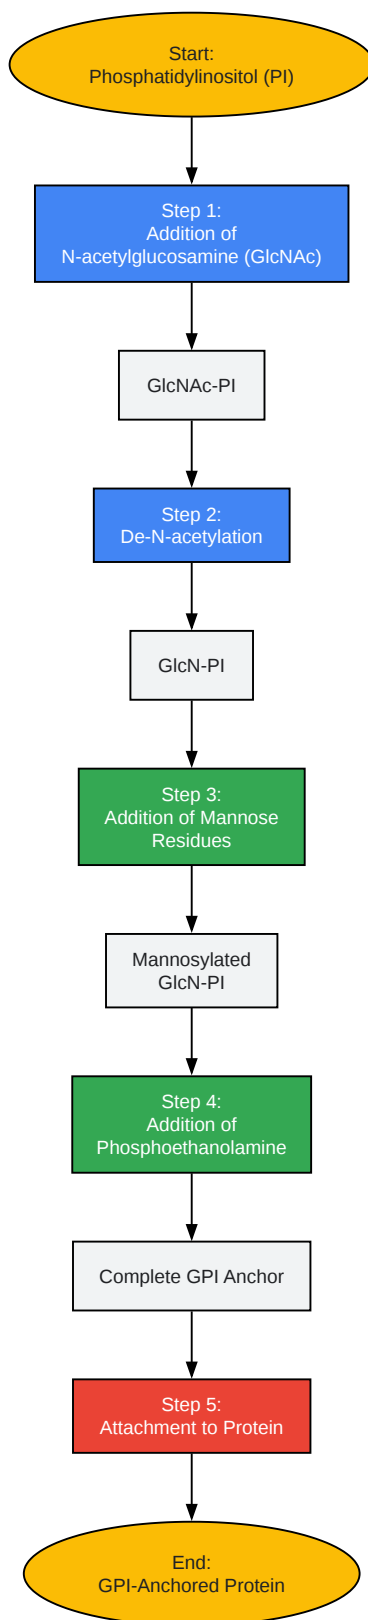 Start:
Phosphatidylinositol (PI)
Step 1:
Addition of
N-acetylglucosamine (GlcNAc)
GlcNAc-PI
Step 2:
De-N-acetylation
GlcN-PI
Step 3:
Addition of Mannose
Residues
Mannosylated
GlcN-PI
Step 4:
Addition of
Phosphoethanolamine
Complete GPI Anchor
Step 5:
Attachment to Protein
End:
GPI-Anchored Protein